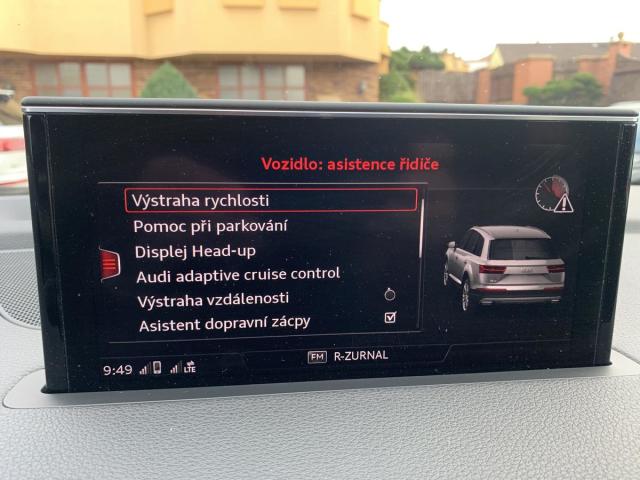 Vozidlo: asistence řidiče
Výstraha rychlosti
Pomoc při parkování
Displej Head-up
Audi adaptive cruise control
Výstraha vzdálenosti
Asistent dopravní zácpy
9:49 LTE FM R-ZURNAL